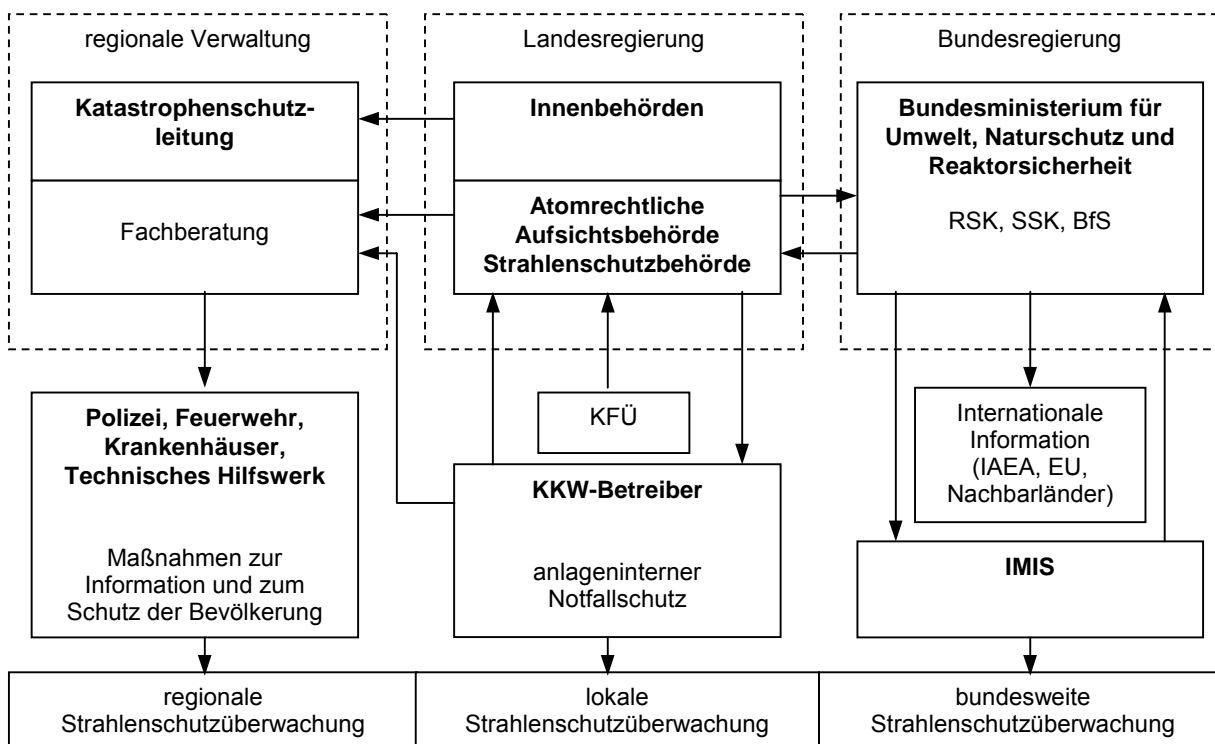 regionale Verwaltung
Landesregierung
Bundesregierung
Katastrophenschutz-
leitung
Fachberatung
Innenbehörden
Atomrechtliche
Aufsichtsbehörde
Strahlenschutzbehörde
Bundesministerium für
Umwelt, Naturschutz und
Reaktorsicherheit
RSK, SSK, BfS
Polizei, Feuerwehr,
Krankenhäuser,
Technisches Hilfswerk
Maßnahmen zur
Information und zum
Schutz der Bevölkerung
KFÜ
KKW-Betreiber
anlageninterner
Notfallschutz
Internationale
Information
(IAEA, EU,
Nachbarländer)
IMIS
regionale
Strahlenschutzüberwachung
lokale
Strahlenschutzüberwachung
bundesweite
Strahlenschutzüberwachung